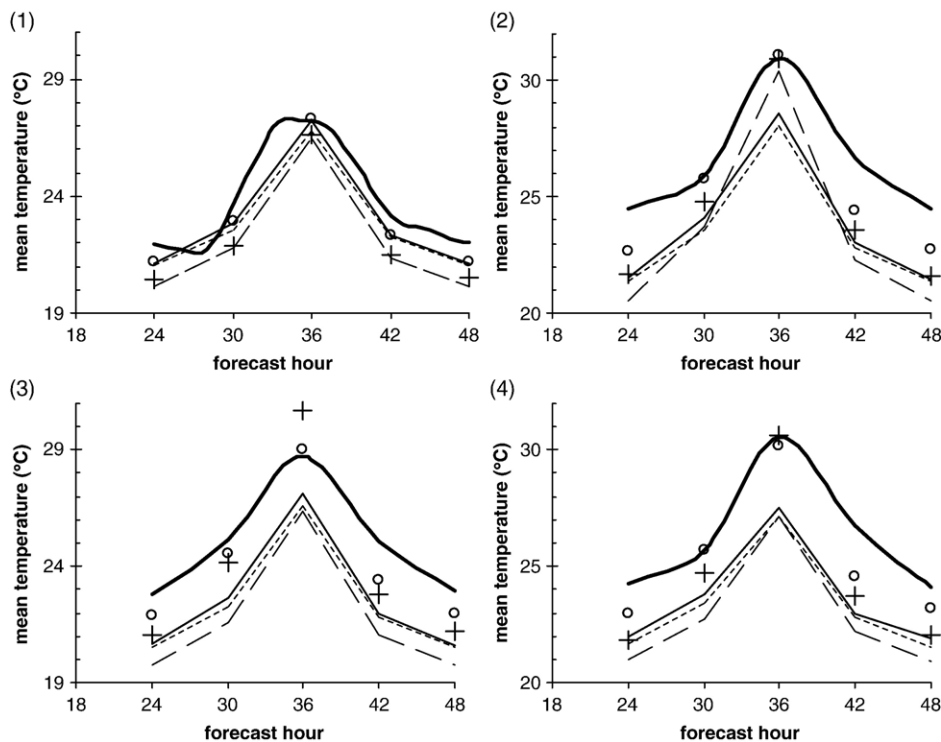 (1)
mean temperature (°C)
29
24
19
18 24 30 36 42 48
forecast hour
(2)
mean temperature (°C)
30
25
20
18 24 30 36 42 48
forecast hour
(3)
mean temperature (°C)
29
24
19
18 24 30 36 42 48
forecast hour
(4)
mean temperature (°C)
30
25
20
18 24 30 36 42 48
forecast hour